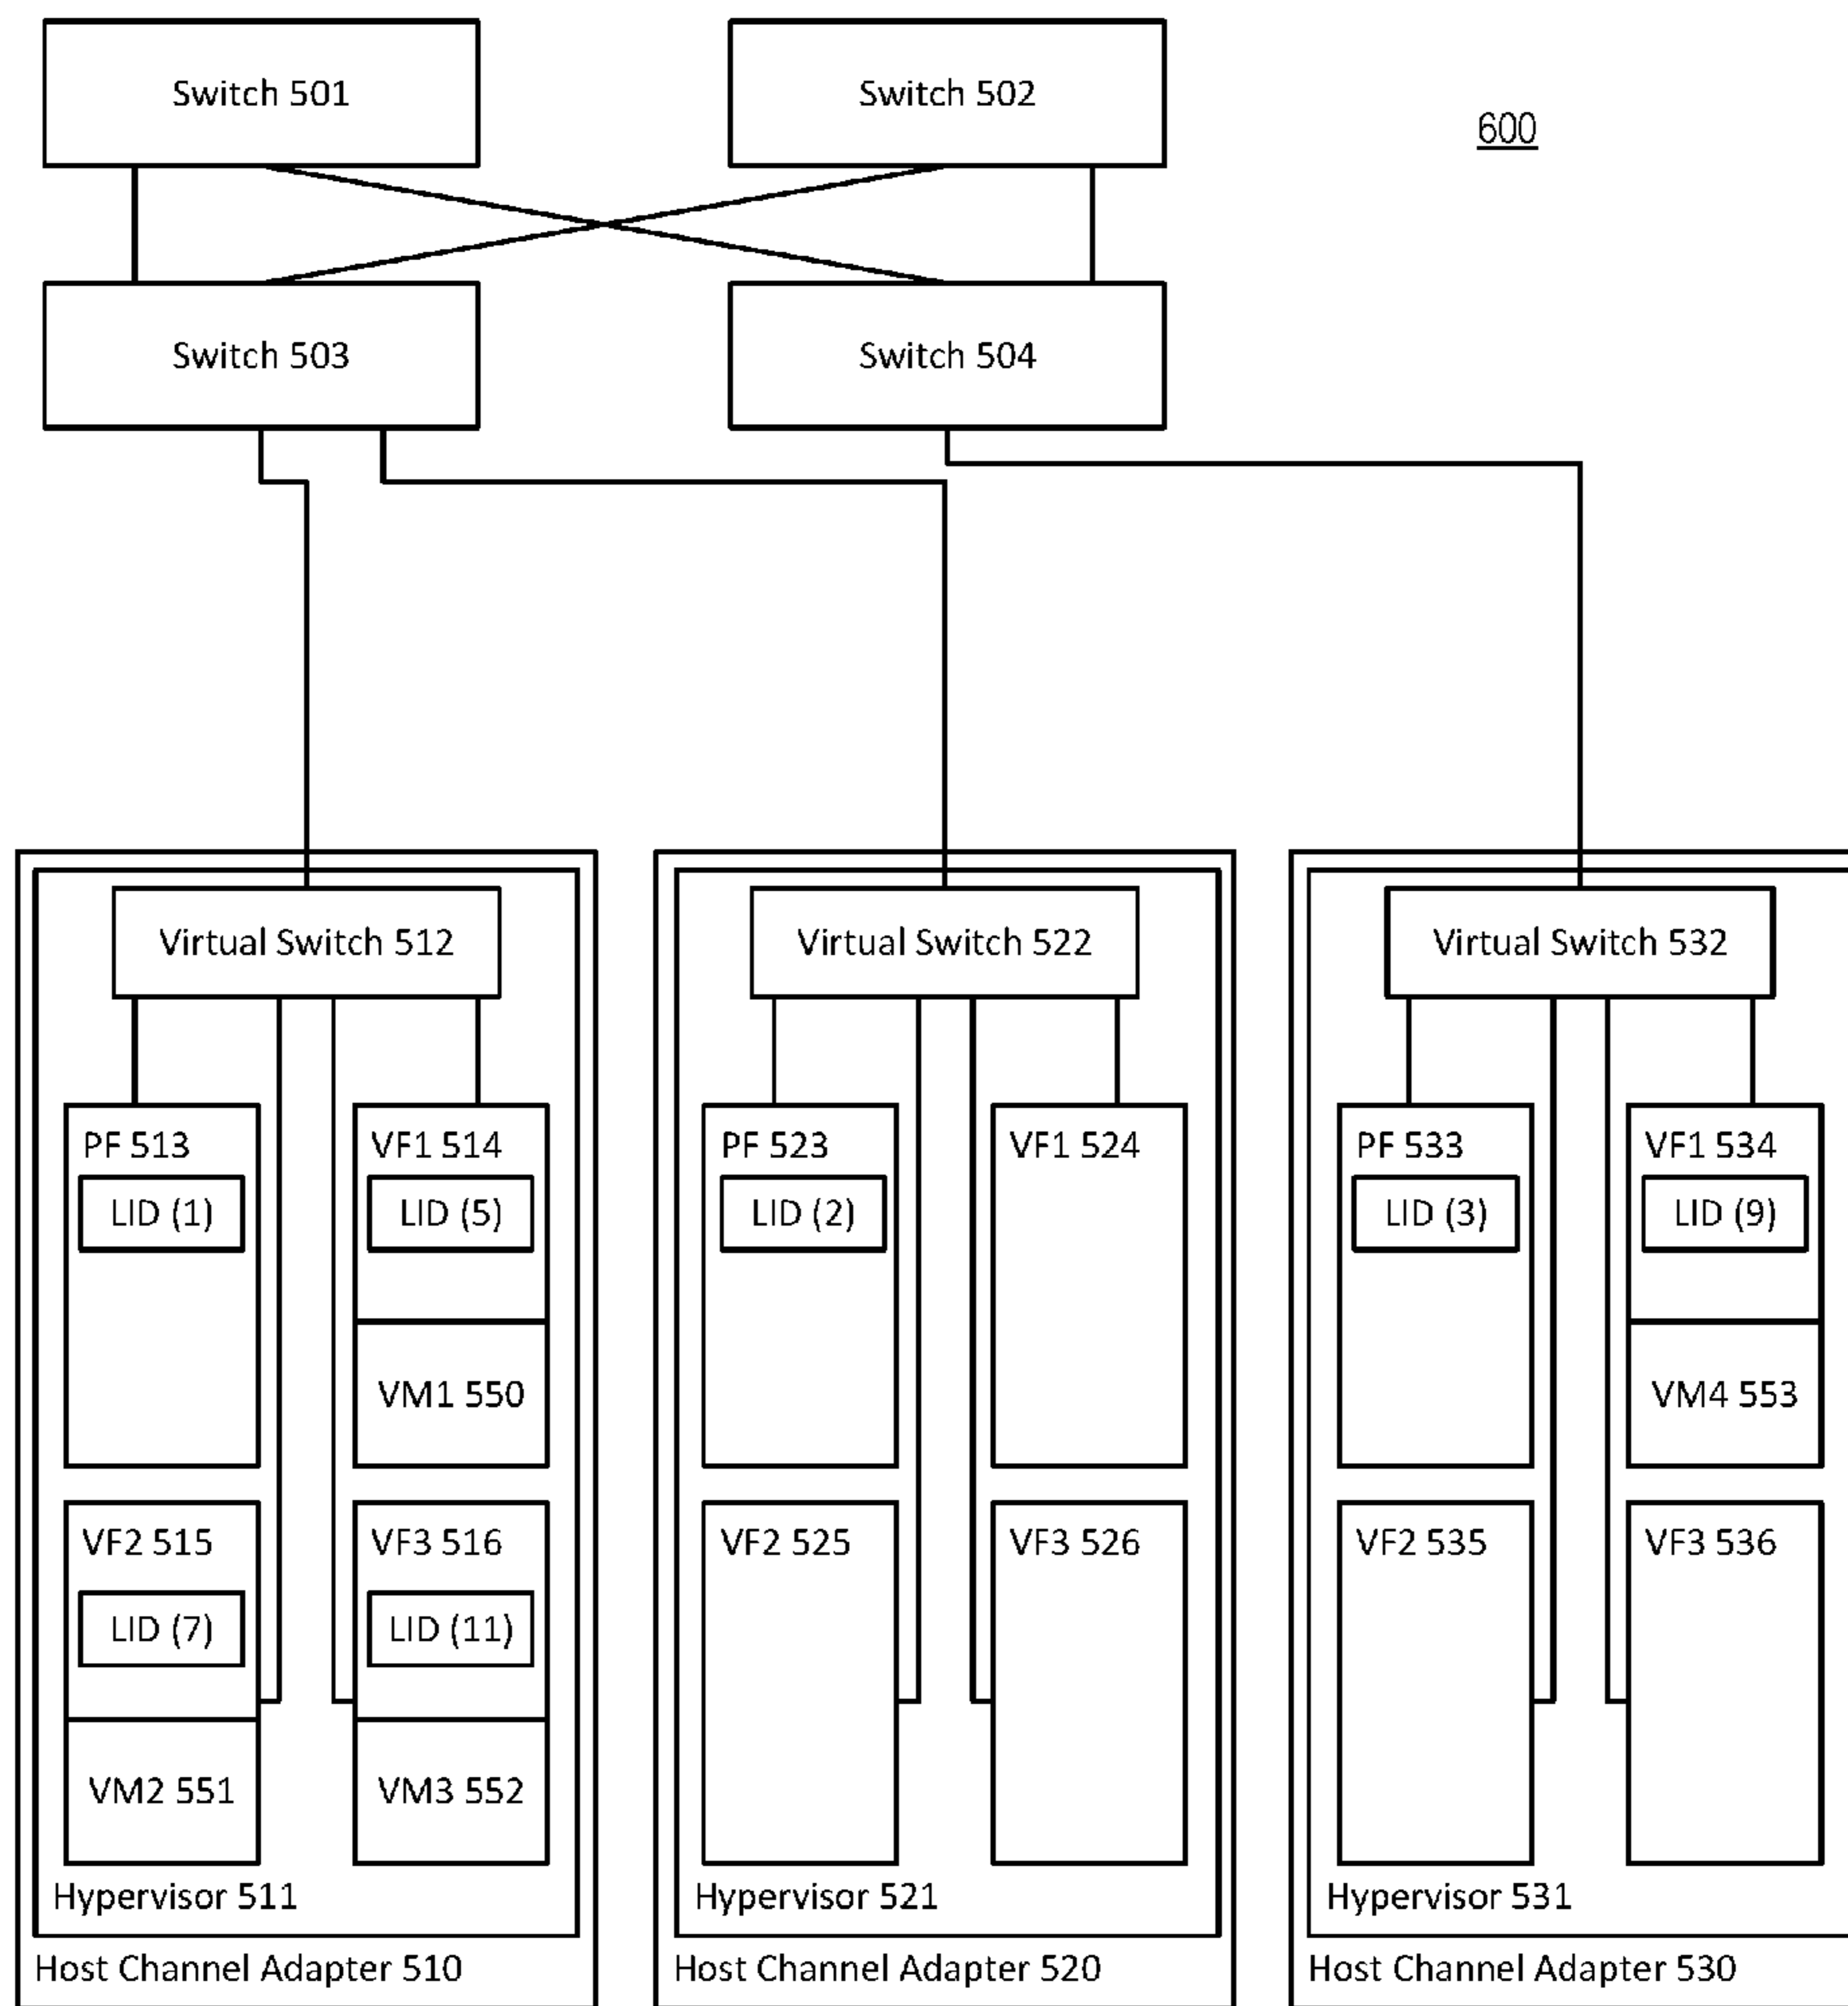 Switch 501
Switch 502
600
Switch 503
Switch 504
Virtual Switch 512
Virtual Switch 522
Virtual Switch 532
PF 513
LID (1)
VF1 514
LID (5)
VM1 550
VF2 515
LID (7)
VM2 551
VF3 516
LID (11)
VM3 552
Hypervisor 511
Host Channel Adapter 510
PF 523
LID (2)
VF1 524
VF2 525
VF3 526
Hypervisor 521
Host Channel Adapter 520
PF 533
LID (3)
VF1 534
LID (9)
VM4 553
VF2 535
VF3 536
Hypervisor 531
Host Channel Adapter 530